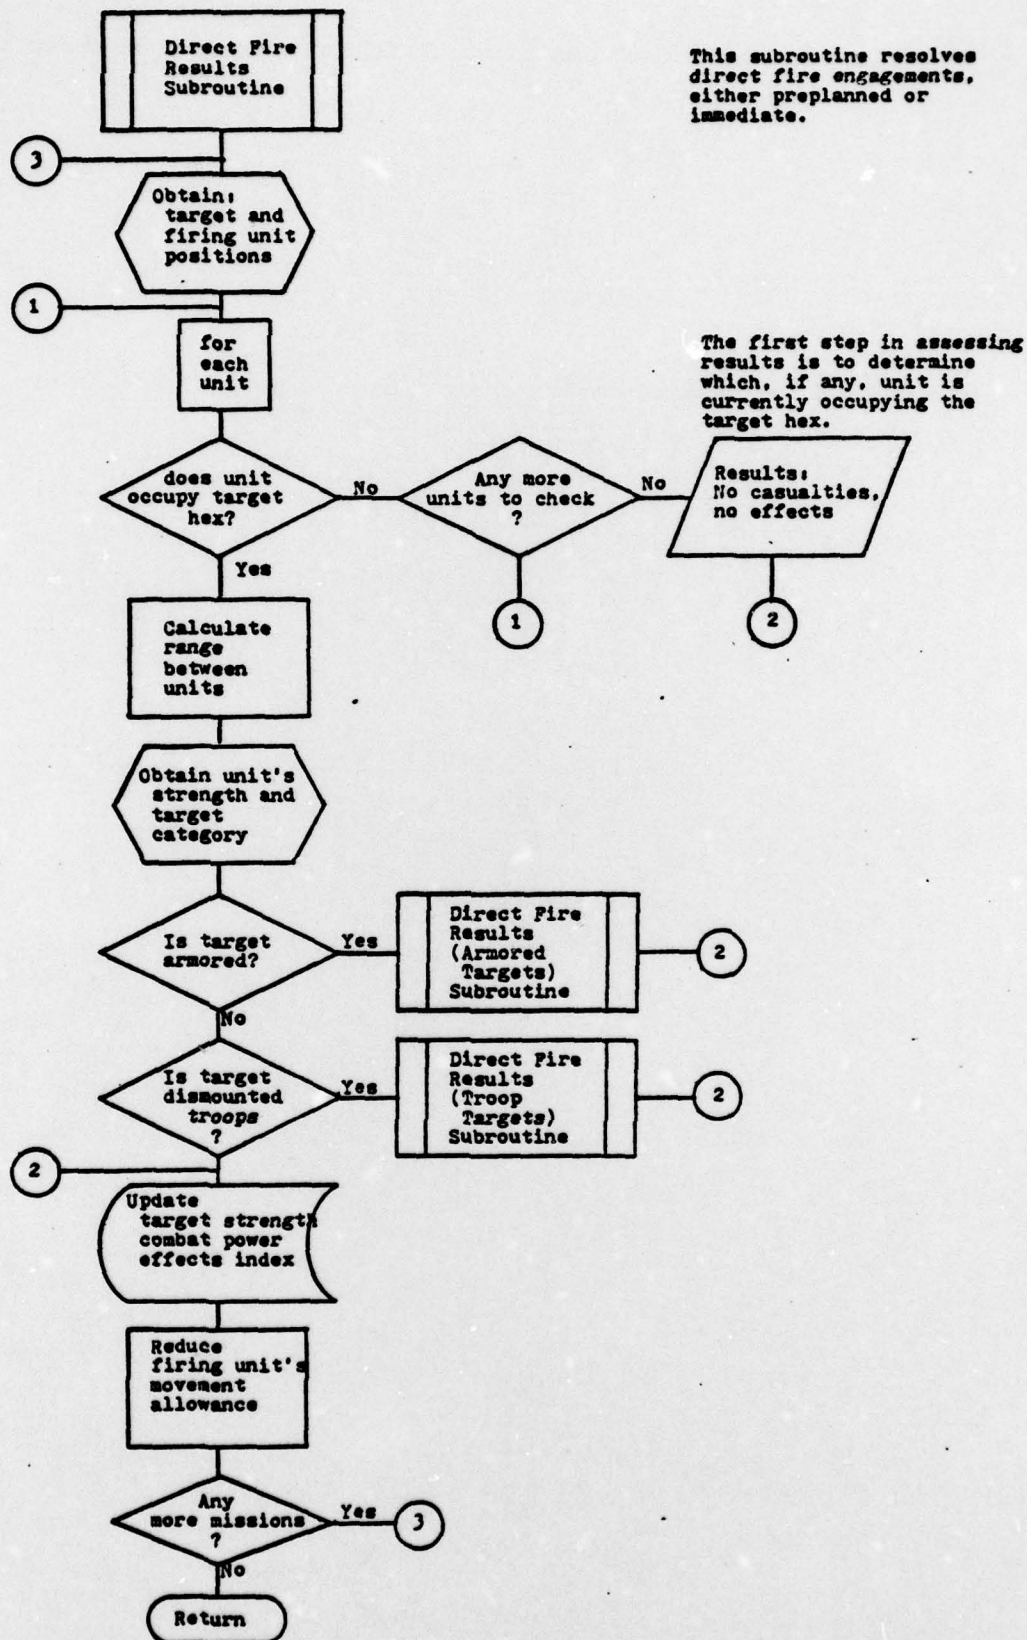 Direct Fire
Results
Subroutine
This subroutine resolves
direct fire engagements,
either preplanned or
immediate.
3
Obtain:
target and
firing unit
positions
1
for
each
unit
The first step in assessing
results is to determine
which, if any, unit is
currently occupying the
target hex.
does unit
occupy target
hex?
No
Any more
units to check
?
No
Results:
No casualties,
no effects
Yes
1
2
Calculate
range
between
units
Obtain unit's
strength and
target
category
Is target
armored?
Yes
Direct Fire
Results
(Armored
Targets)
Subroutine
2
No
Is target
dismounted
troops
?
Yes
Direct Fire
Results
(Troop
Targets)
Subroutine
2
2
Update
target strength
combat power
effects index
Reduce
firing unit's
movement
allowance
Any
more missions
?
Yes
3
No
Return